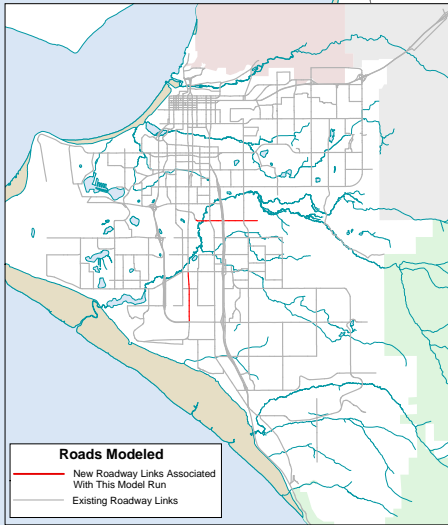 Roads Modeled
New Roadway Links Associated
With This Model Run
Existing Roadway Links